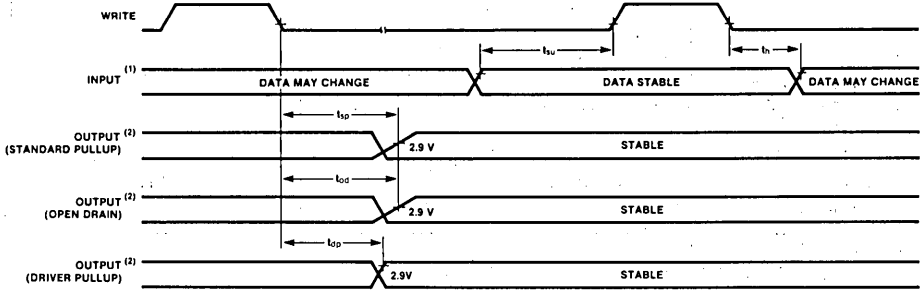 WRITE
tsu
th
INPUT (1)
DATA MAY CHANGE
DATA STABLE
DATA MAY CHANGE
tsp
OUTPUT (2)
(STANDARD PULLUP)
2.9 V
STABLE
tod
OUTPUT (2)
(OPEN DRAIN)
2.9 V
STABLE
tdp
OUTPUT (2)
(DRIVER PULLUP)
2.9V
STABLE